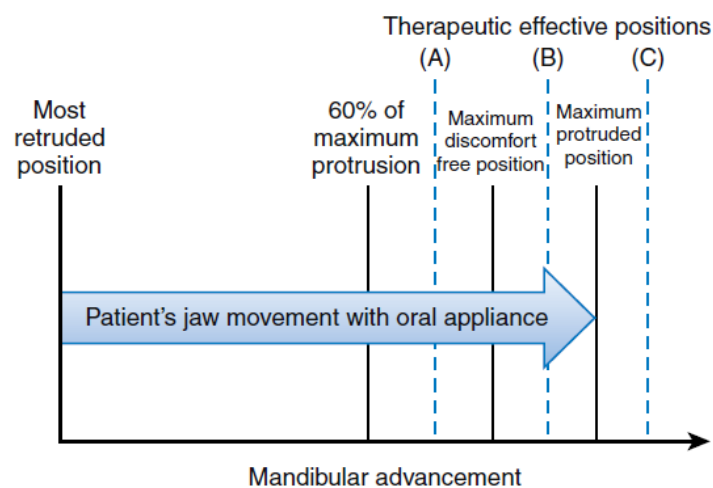 Therapeutic effective positions
(A) (B) (C)
Most
retruded
position
60% of
maximum
protrusion
Maximum
discomfort
free position
Maximum
protruded
position
Patient's jaw movement with oral appliance
Mandibular advancement